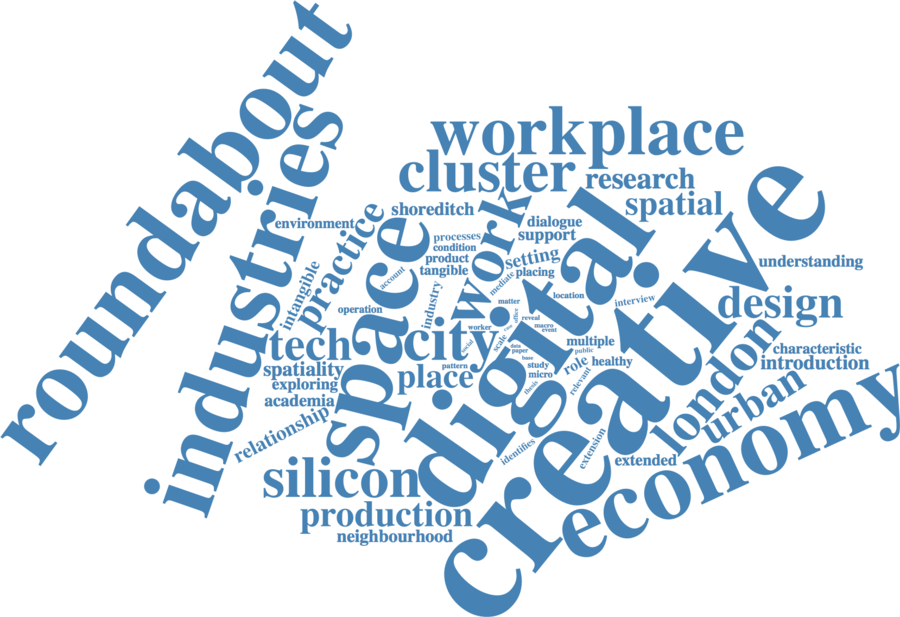 roundabout
industries
workplace
cluster
research
spatial
creative
shoreditch
environment
practice
work
dialogue
support
processes
condition
product
tangible
setting
placing
mediate
understanding
digital
space
account
intangible
industry
operation
location
interview
matter
office
reveal
macro
event
design
tech
city
worker
social
scale
case
data
paper
multiple
public
london
characteristic
introduction
spatiality
exploring
academia
place
pattern
base
study
micro
thesis
role
healthy
relevant
urban
relationship
economy
silicon
identifies
extension
extended
production
neighbourhood